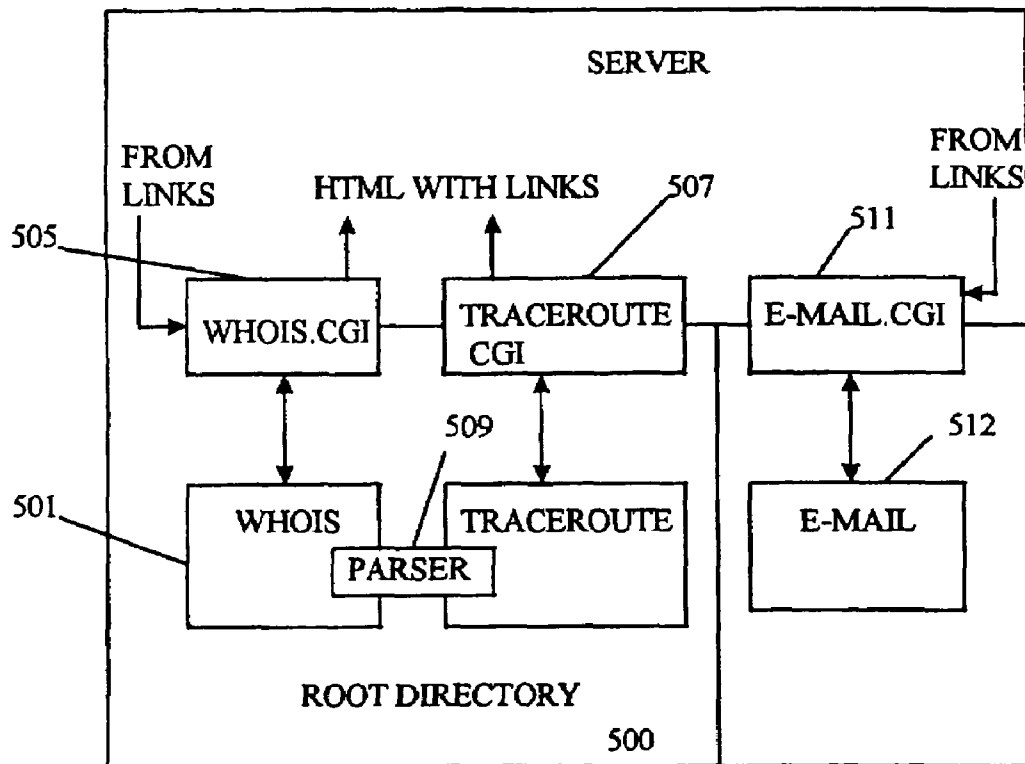 SERVER
FROM
LINKS
HTML WITH LINKS
507
FROM
LINKS
505
511
WHOIS.CGI
TRACEROUTE
CGI
E-MAIL.CGI
509
512
501
WHOIS
TRACEROUTE
E-MAIL
PARSER
ROOT DIRECTORY
500